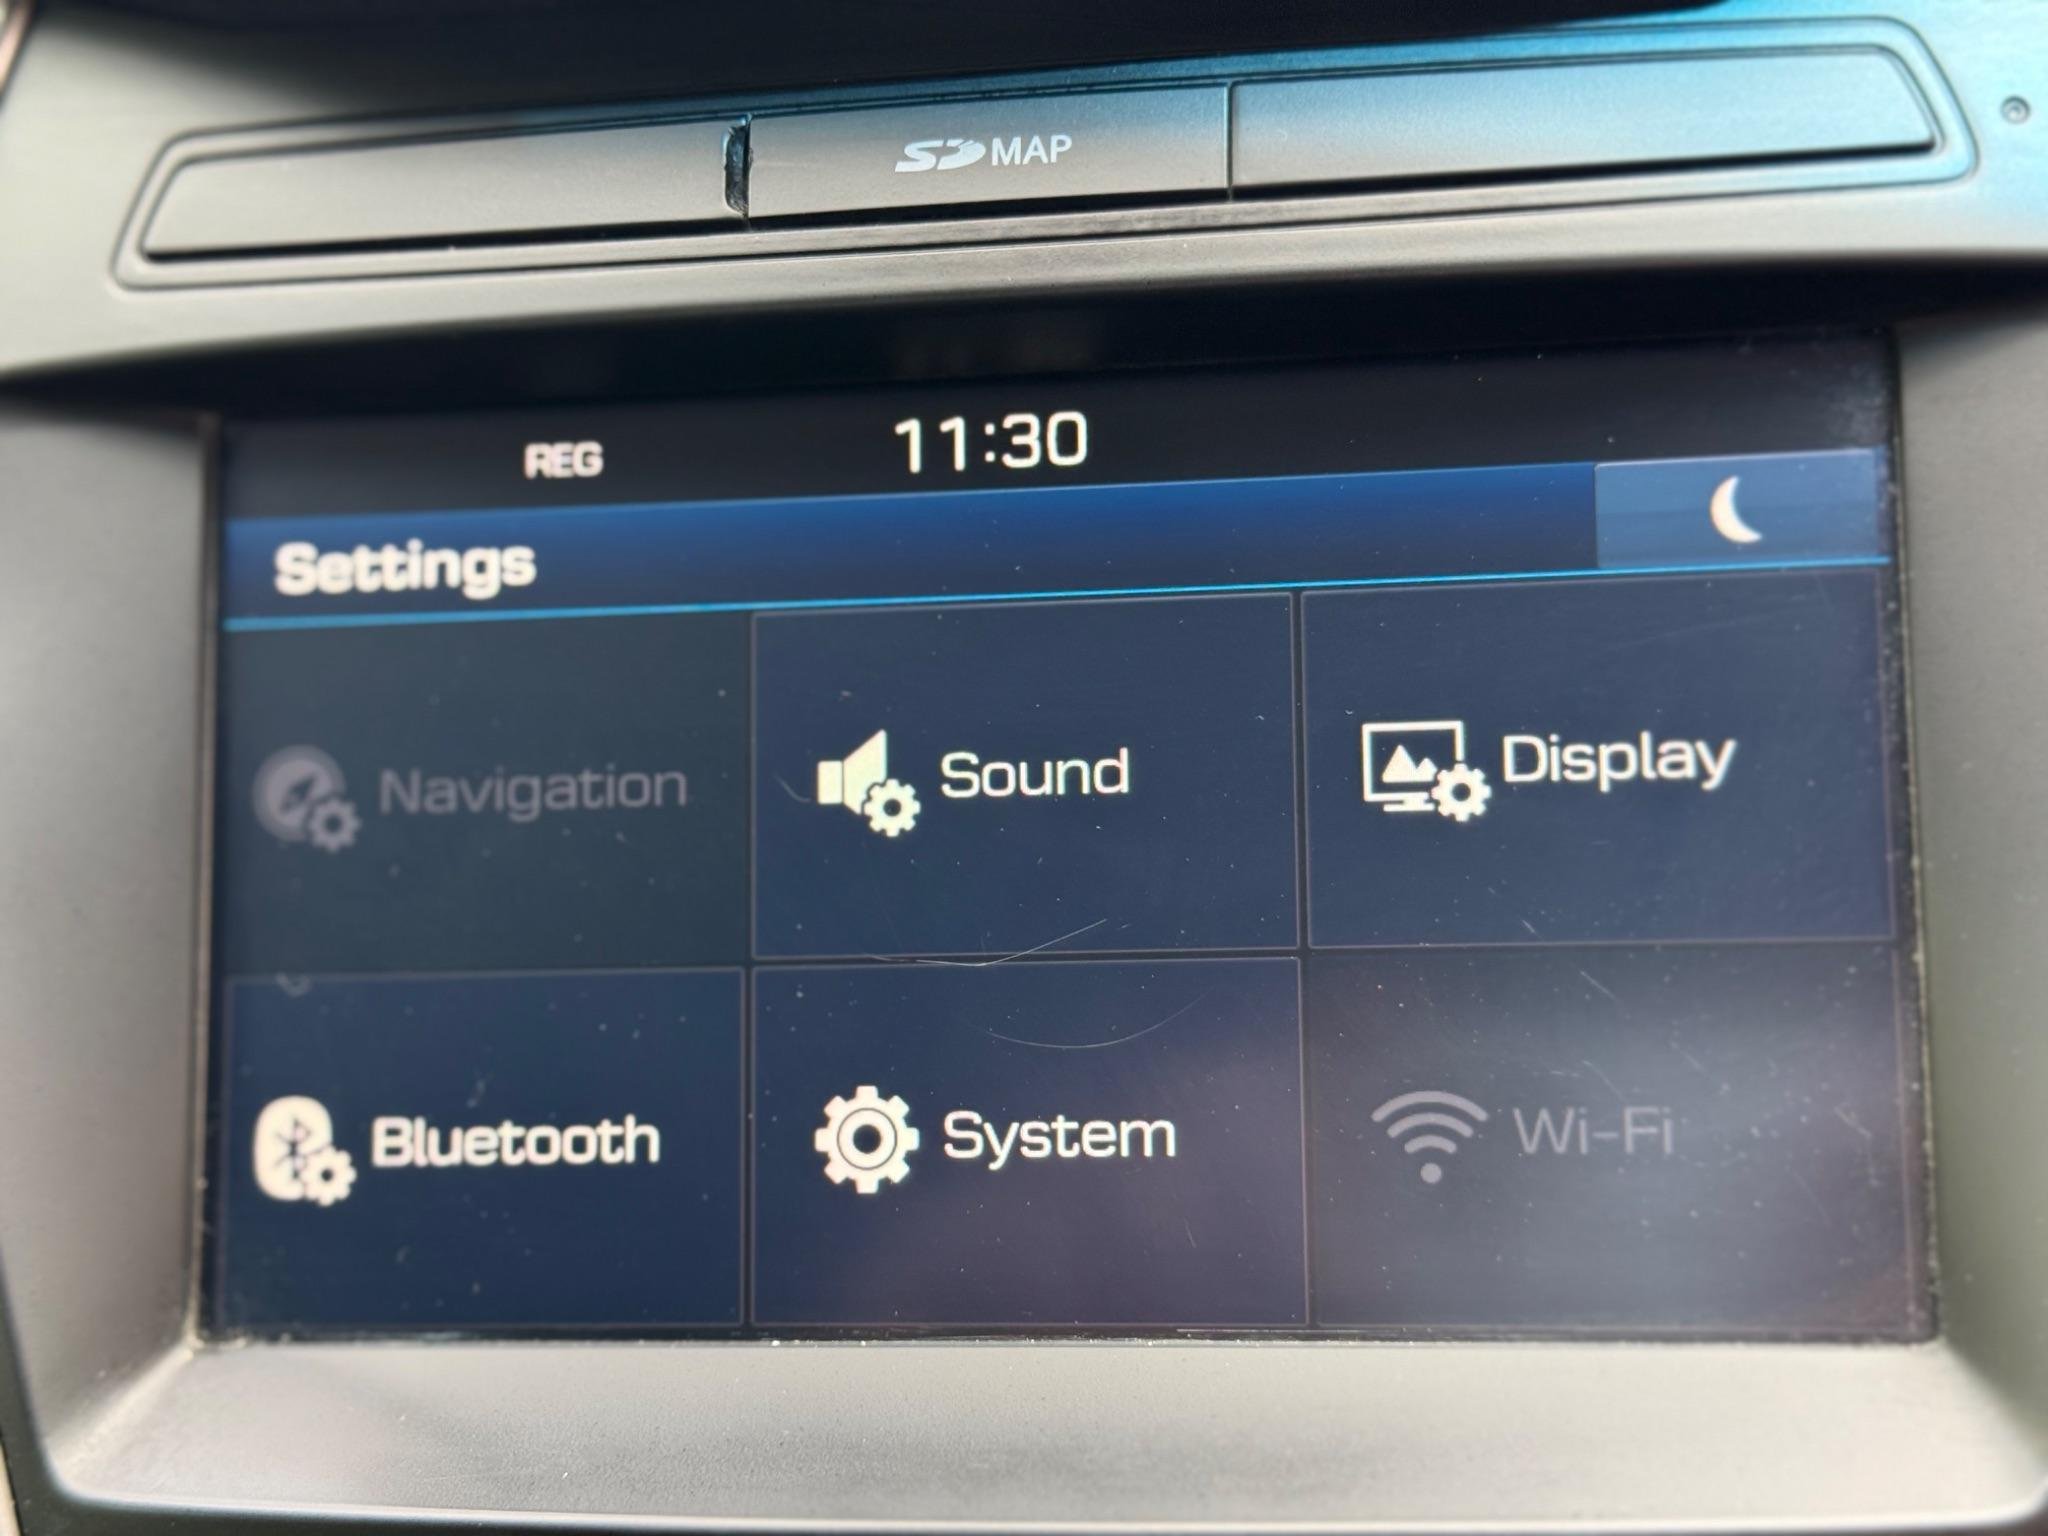 SD MAP
REG 11:30
Settings
Navigation Sound Display
Bluetooth System Wi-Fi